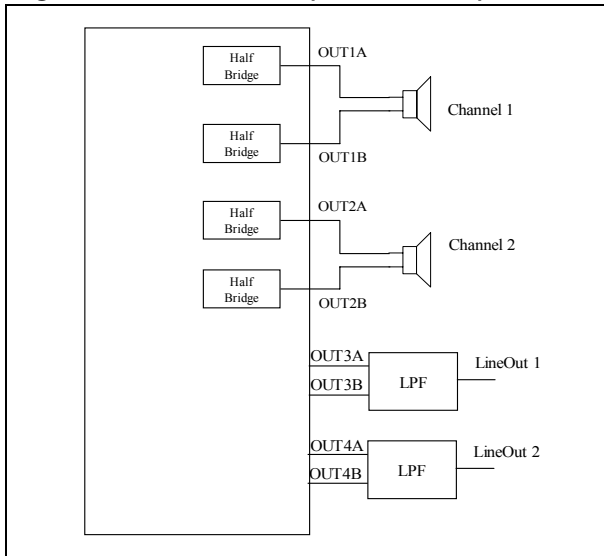 OUT1A
Half
Bridge
Channel 1
Half
Bridge
OUT1B
OUT2A
Half
Bridge
Channel 2
Half
Bridge
OUT2B
OUT3A
LPF
LineOut 1
OUT3B
OUT4A
LPF
LineOut 2
OUT4B